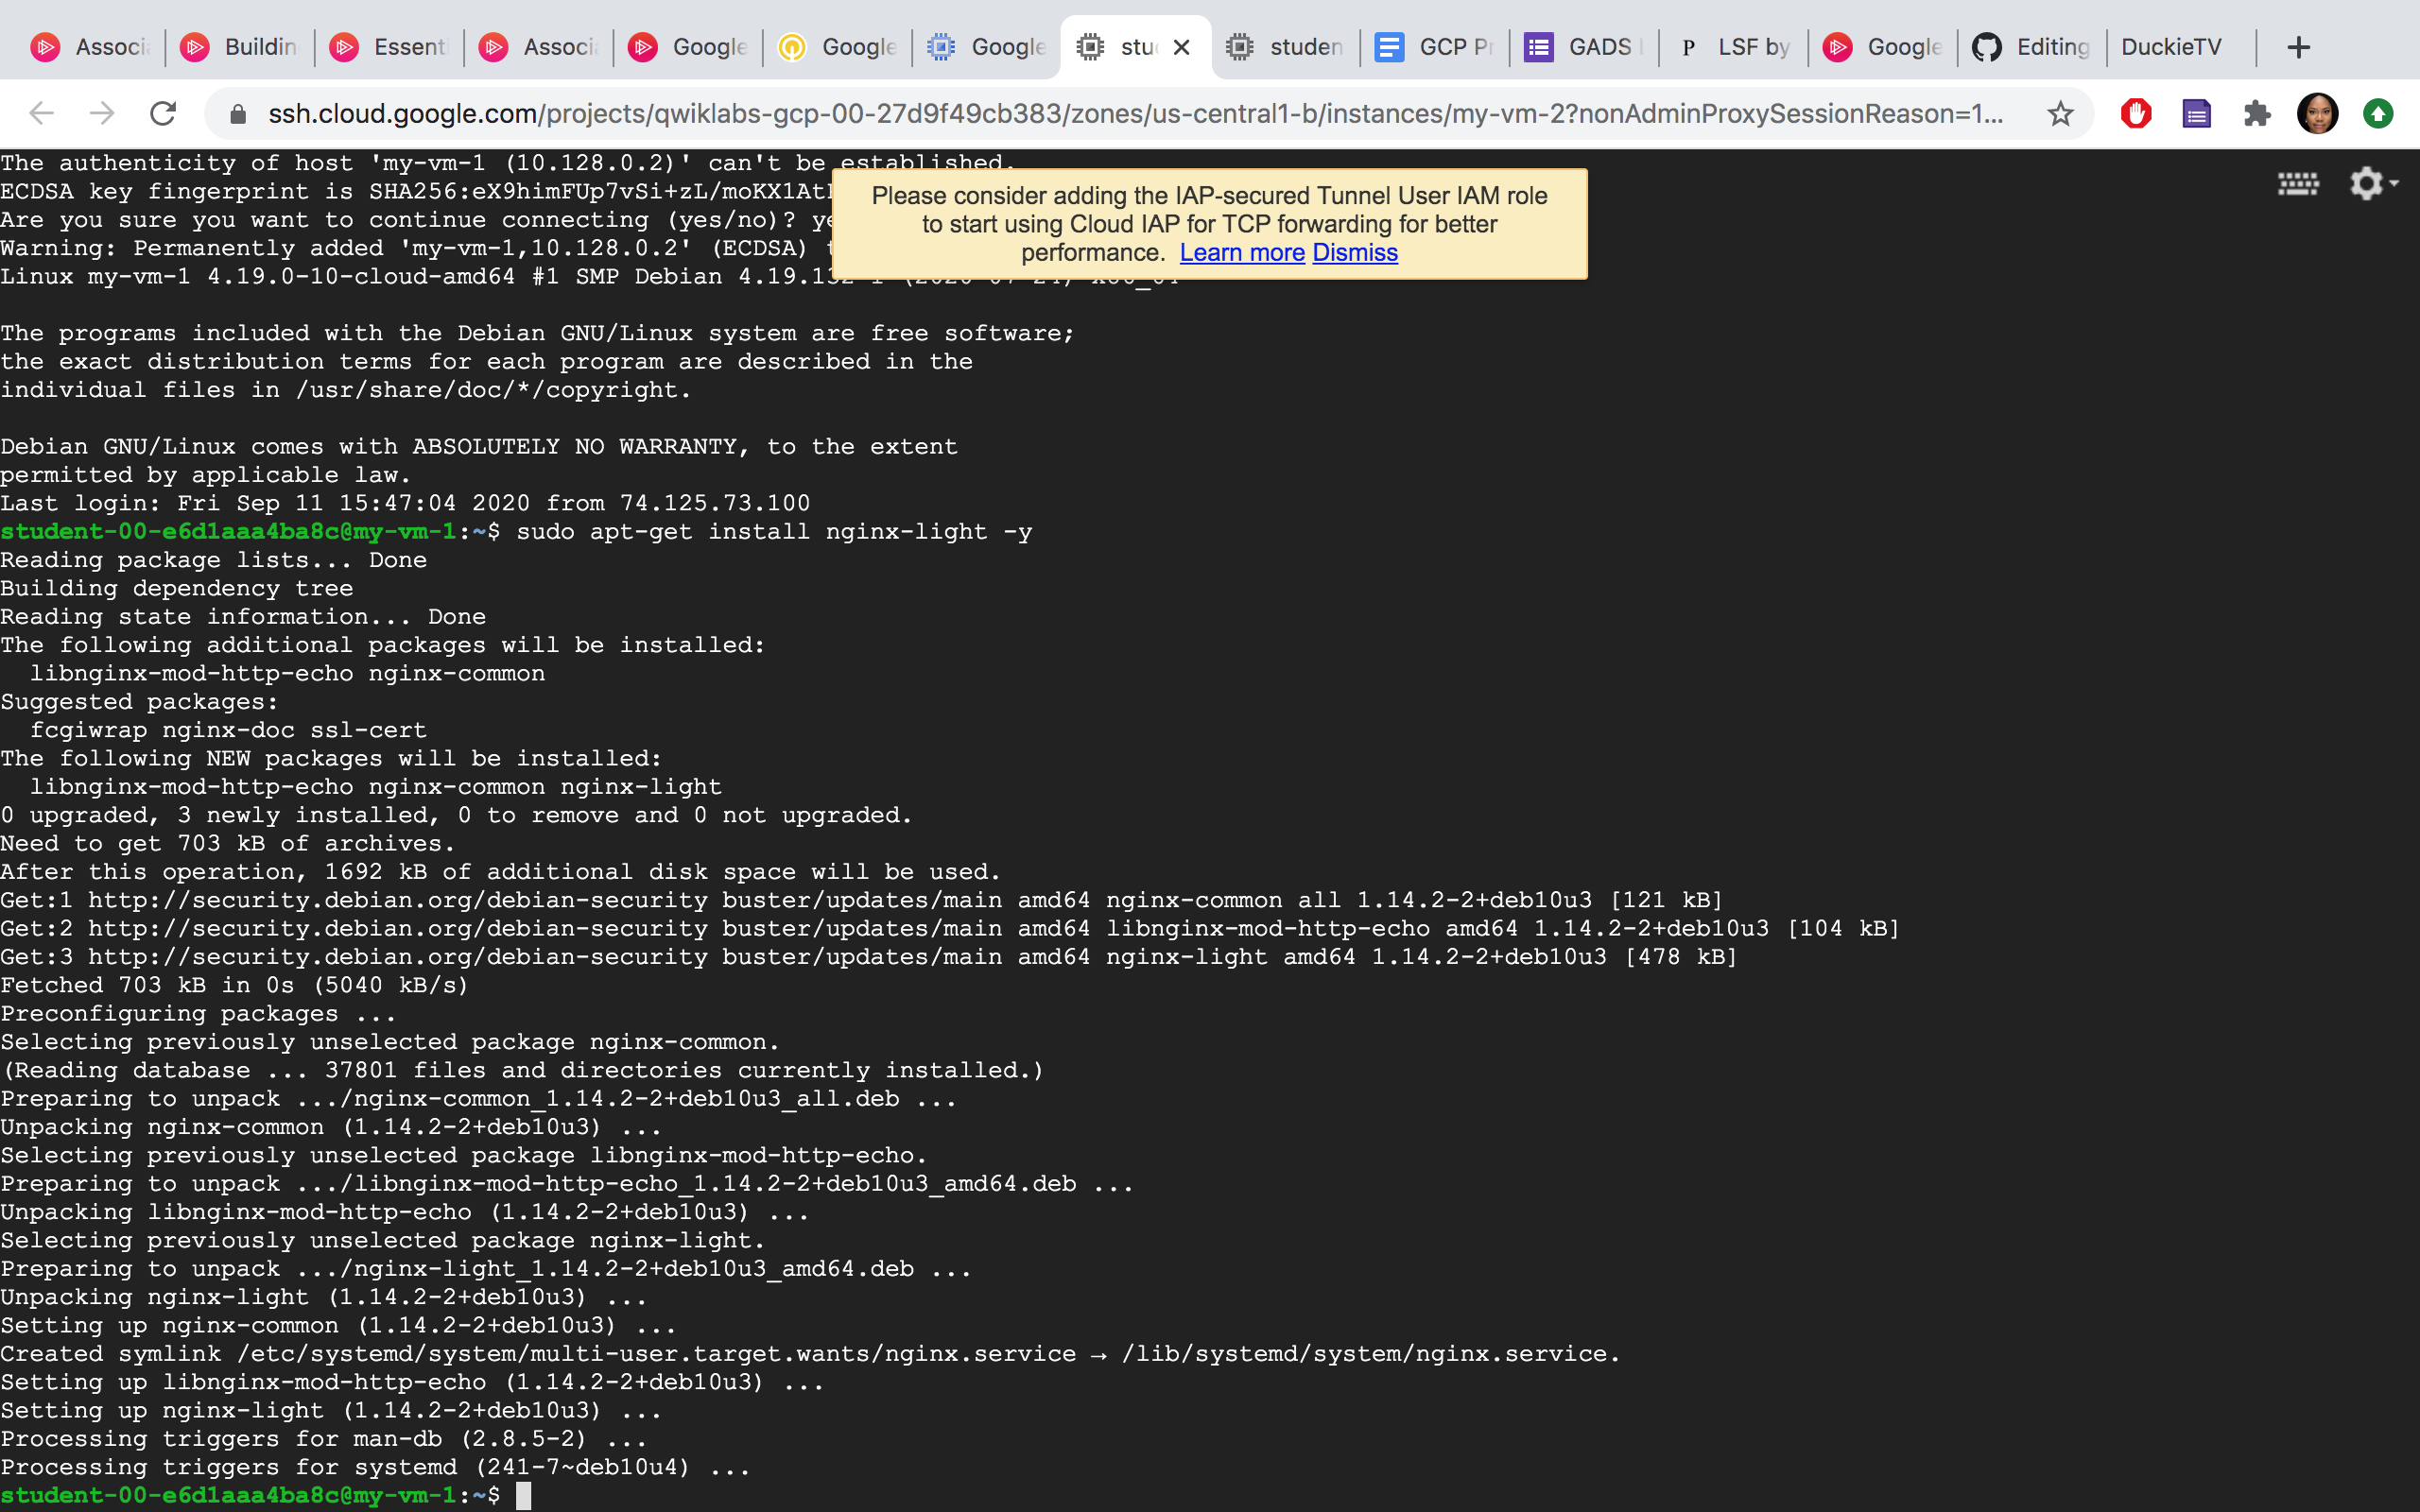 Associ
Buildin
Essent
Associ
Google
Google
Google
stu
studen
GCP P
GADS
P LSF by
Google
Editing
DuckieTV
ssh.cloud.google.com/projects/qwiklabs-gcp-00-27d9f49cb383/zones/us-central1-b/instances/my-vm-2?nonAdminProxySessionReason=1...
The authenticity of host 'my-vm-1 (10.128.0.2)' can't be established.
ECDSA key fingerprint is SHA256:eX9himFUp7vSi+zL/moKX1At
Are you sure you want to continue connecting (yes/no)? ye
Warning: Permanently added 'my-vm-1,10.128.0.2' (ECDSA)
Linux my-vm-1 4.19.0-10-cloud-amd64 #1 SMP Debian 4.19.132-1 (2020-07-24) x86_64
Please consider adding the IAP-secured Tunnel User IAM role
to start using Cloud IAP for TCP forwarding for better
performance. Learn more Dismiss
The programs included with the Debian GNU/Linux system are free software;
the exact distribution terms for each program are described in the
individual files in /usr/share/doc/*/copyright.
Debian GNU/Linux comes with ABSOLUTELY NO WARRANTY, to the extent
permitted by applicable law.
Last login: Fri Sep 11 15:47:04 2020 from 74.125.73.100
student-00-e6d1aaa4ba8c@my-vm-1:~$ sudo apt-get install nginx-light -y
Reading package lists... Done
Building dependency tree
Reading state information... Done
The following additional packages will be installed:
libnginx-mod-http-echo nginx-common
Suggested packages:
fcgiwrap nginx-doc ssl-cert
The following NEW packages will be installed:
libnginx-mod-http-echo nginx-common nginx-light
0 upgraded, 3 newly installed, 0 to remove and 0 not upgraded.
Need to get 703 kB of archives.
After this operation, 1692 kB of additional disk space will be used.
Get:1 http://security.debian.org/debian-security buster/updates/main amd64 nginx-common all 1.14.2-2+deb10u3 [121 kB]
Get:2 http://security.debian.org/debian-security buster/updates/main amd64 libnginx-mod-http-echo amd64 1.14.2-2+deb10u3 [104 kB]
Get:3 http://security.debian.org/debian-security buster/updates/main amd64 nginx-light amd64 1.14.2-2+deb10u3 [478 kB]
Fetched 703 kB in 0s (5040 kB/s)
Preconfiguring packages ...
Selecting previously unselected package nginx-common.
(Reading database ... 37801 files and directories currently installed.)
Preparing to unpack .../nginx-common_1.14.2-2+deb10u3_all.deb ...
Unpacking nginx-common (1.14.2-2+deb10u3) ...
Selecting previously unselected package libnginx-mod-http-echo.
Preparing to unpack .../libnginx-mod-http-echo_1.14.2-2+deb10u3_amd64.deb ...
Unpacking libnginx-mod-http-echo (1.14.2-2+deb10u3) ...
Selecting previously unselected package nginx-light.
Preparing to unpack .../nginx-light_1.14.2-2+deb10u3_amd64.deb ...
Unpacking nginx-light (1.14.2-2+deb10u3) ...
Setting up nginx-common (1.14.2-2+deb10u3) ...
Created symlink /etc/systemd/system/multi-user.target.wants/nginx.service → /lib/systemd/system/nginx.service.
Setting up libnginx-mod-http-echo (1.14.2-2+deb10u3) ...
Setting up nginx-light (1.14.2-2+deb10u3) ...
Processing triggers for man-db (2.8.5-2) ...
Processing triggers for systemd (241-7~deb10u4) ...
student-00-e6d1aaa4ba8c@my-vm-1:~$